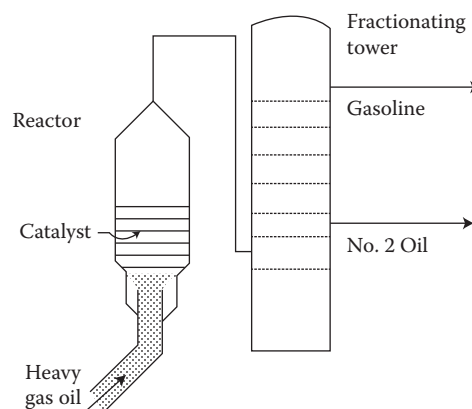 Fractionating
tower
Gasoline
Reactor
Catalyst
No. 2 Oil
Heavy
gas oil